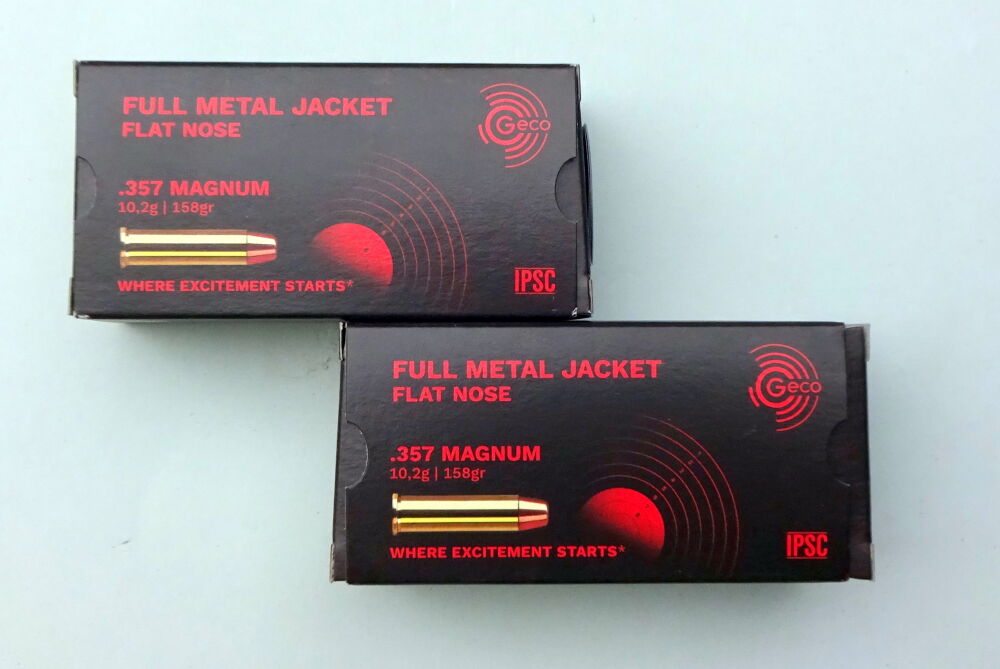 FULL METAL JACKET
FLAT NOSE
Geco
.357 MAGNUM
10,2g | 158gr
WHERE EXCITEMENT STARTS*
IPSC
FULL METAL JACKET
FLAT NOSE
Geco
.357 MAGNUM
10,2g | 158gr
WHERE EXCITEMENT STARTS*
IPSC